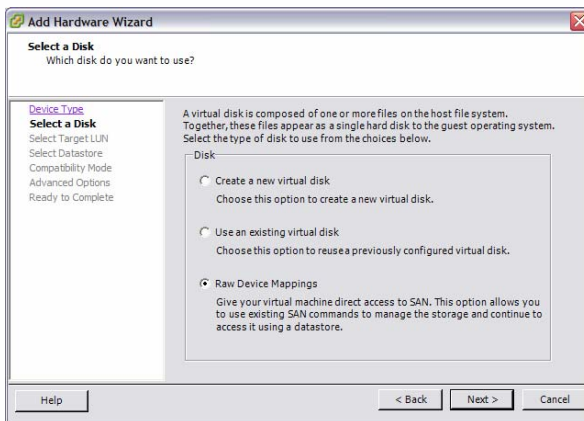 Add Hardware Wizard
Select a Disk
Which disk do you want to use?
Device Type
Select a Disk
Select Target LUN
Select Datastore
Compatibility Mode
Advanced Options
Ready to Complete
A virtual disk is composed of one or more files on the host file system.
Together, these files appear as a single hard disk to the guest operating system.
Select the type of disk to use from the choices below.
Disk
Create a new virtual disk
Choose this option to create a new virtual disk.
Use an existing virtual disk
Choose this option to reuse a previously configured virtual disk.
Raw Device Mappings
Give your virtual machine direct access to SAN. This option allows you
to use existing SAN commands to manage the storage and continue to
access it using a datastore.
Help
< Back
Next >
Cancel